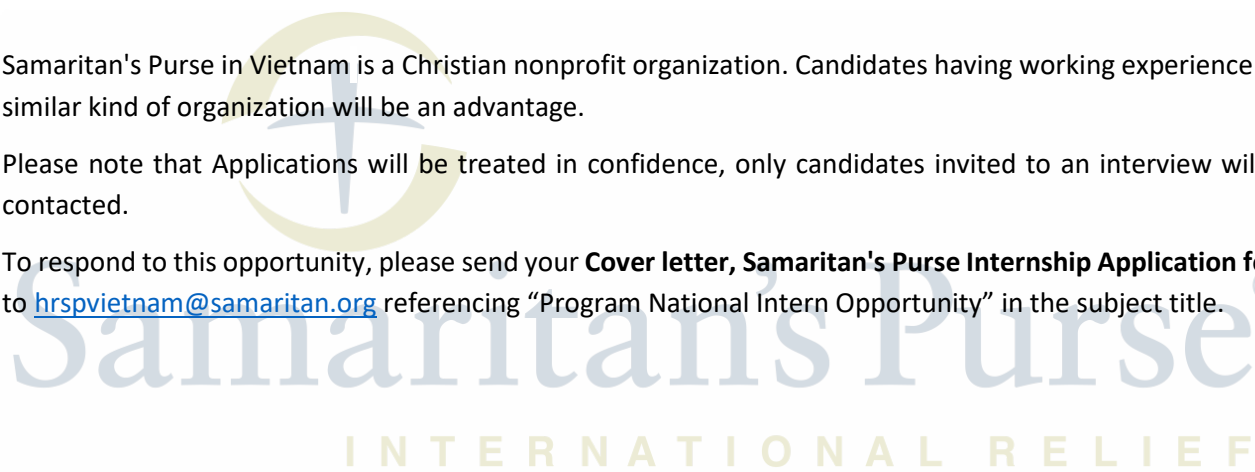 Samaritan's Purse in Vietnam is a Christian nonprofit organization. Candidates having working experience
similar kind of organization will be an advantage.
Please note that Applications will be treated in confidence, only candidates invited to an interview wil
contacted.
To respond to this opportunity, please send your Cover letter, Samaritan's Purse Internship Application f
to hrspvietnam@samaritan.org referencing “Program National Intern Opportunity” in the subject title.
Samaritan's Purse
INTERNATIONAL RELIEF